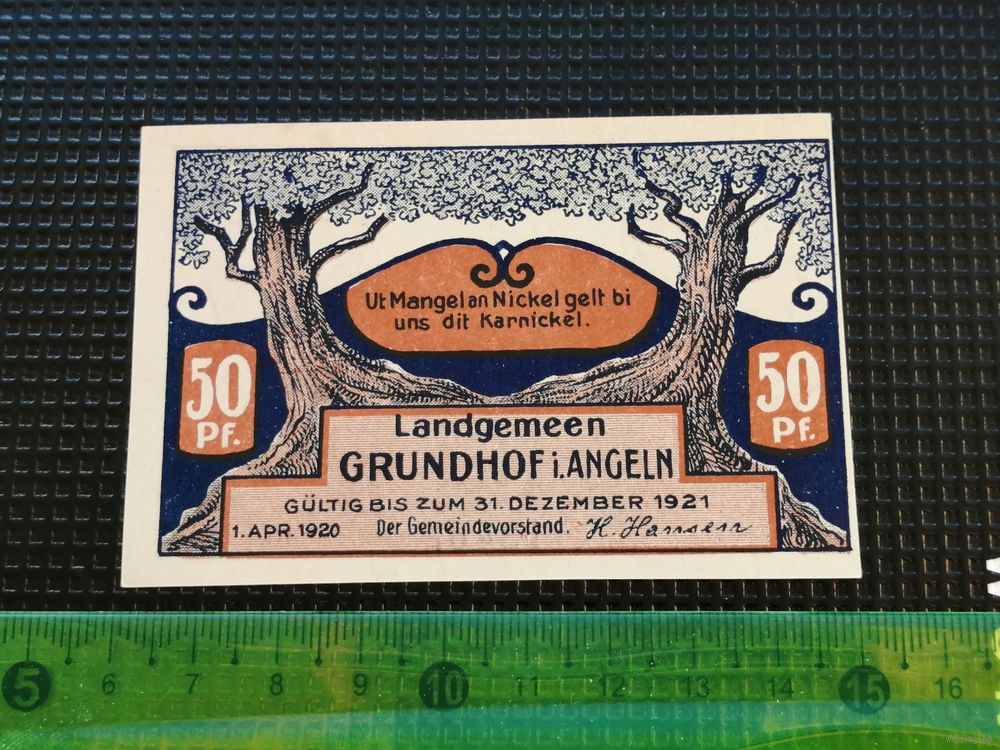 Ut Mangel an Nickel gelt bi
uns dit Karnickel.
50
Pf.
50
Pf.
Landgemeen
GRUNDHOF i. ANGELN
GÜLTIG BIS ZUM 31. DEZEMBER 1921
1. APR. 1920 Der Gemeindevorstand. H. Hansen
5 6 7 8 9 10 11 12 13 14 15 16